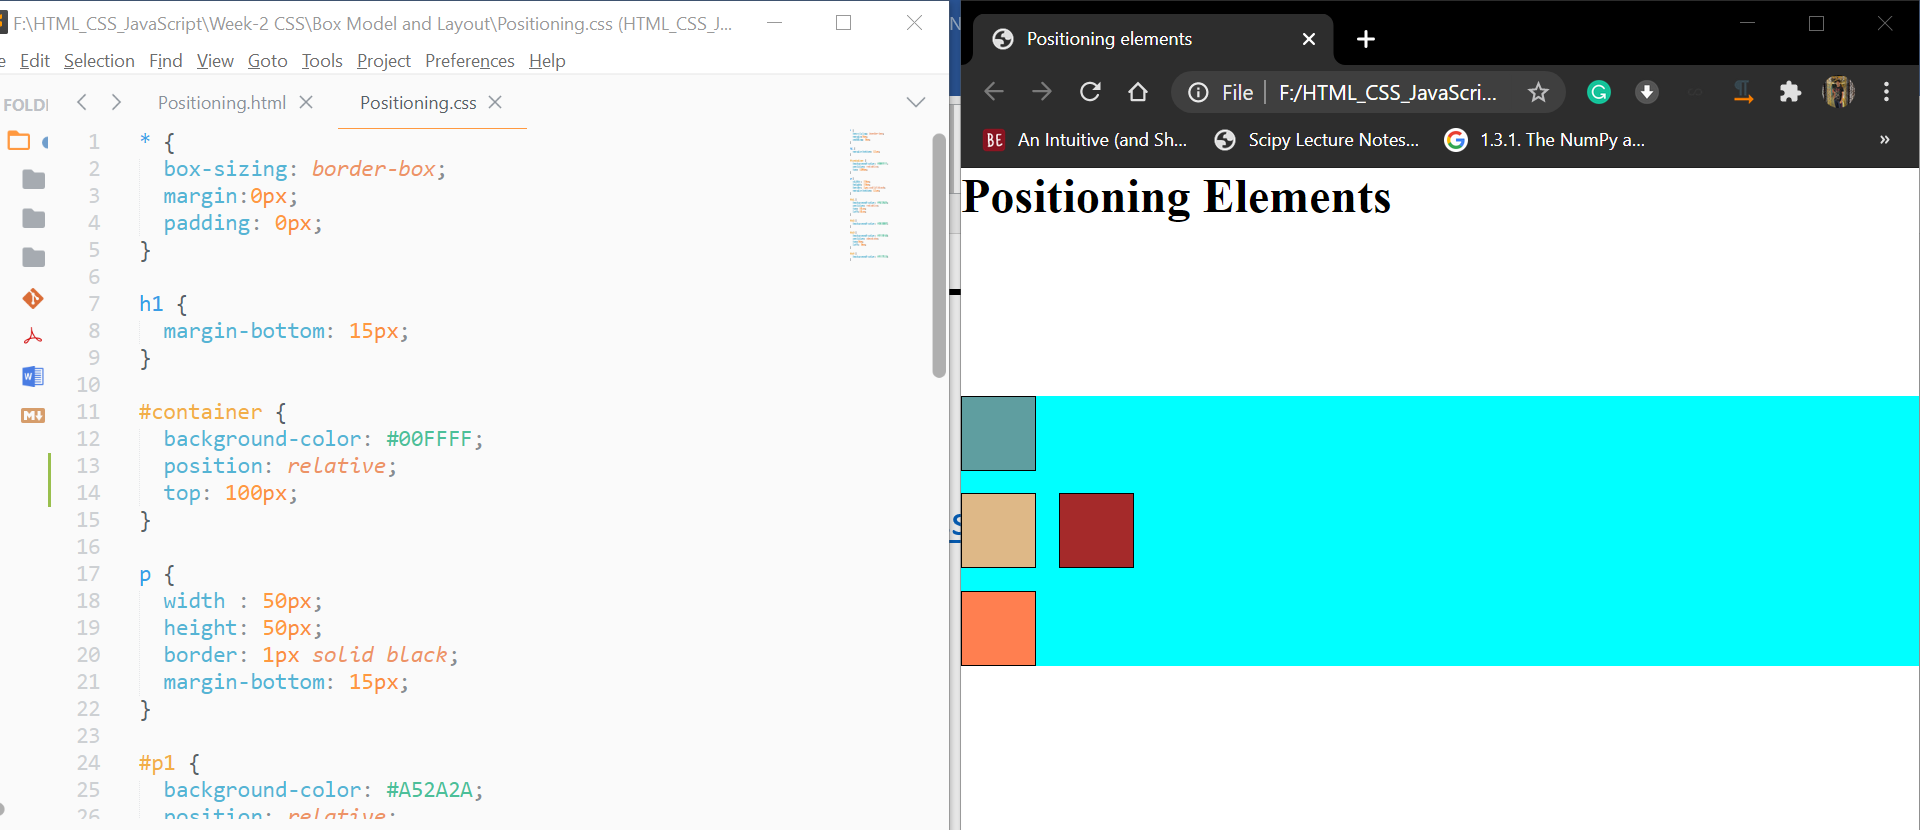 F:\HTML_CSS_JavaScript\Week-2 CSS\Box Model and Layout\Positioning.css (HTML_CSS_J...
e Edit Selection Find View Goto Tools Project Preferences Help
FOLD
Positioning.html
Positioning.css
1 * {
2 box-sizing: border-box;
3 margin:0px;
4 padding: 0px;
5 }
6
7 h1 {
8 margin-bottom: 15px;
9 }
10
11 #container {
12 background-color: #00FFFF;
13 position: relative;
14 top: 100px;
15 }
16
17 p {
18 width : 50px;
19 height: 50px;
20 border: 1px solid black;
21 margin-bottom: 15px;
22 }
23
24 #p1 {
25 background-color: #A52A2A;
26 position: relative;
W
M
N
S
Positioning elements
File F:/HTML_CSS_JavaScri...
G
BE An Intuitive (and Sh...
Scipy Lecture Notes...
G 1.3.1. The NumPy a...
»
Positioning Elements